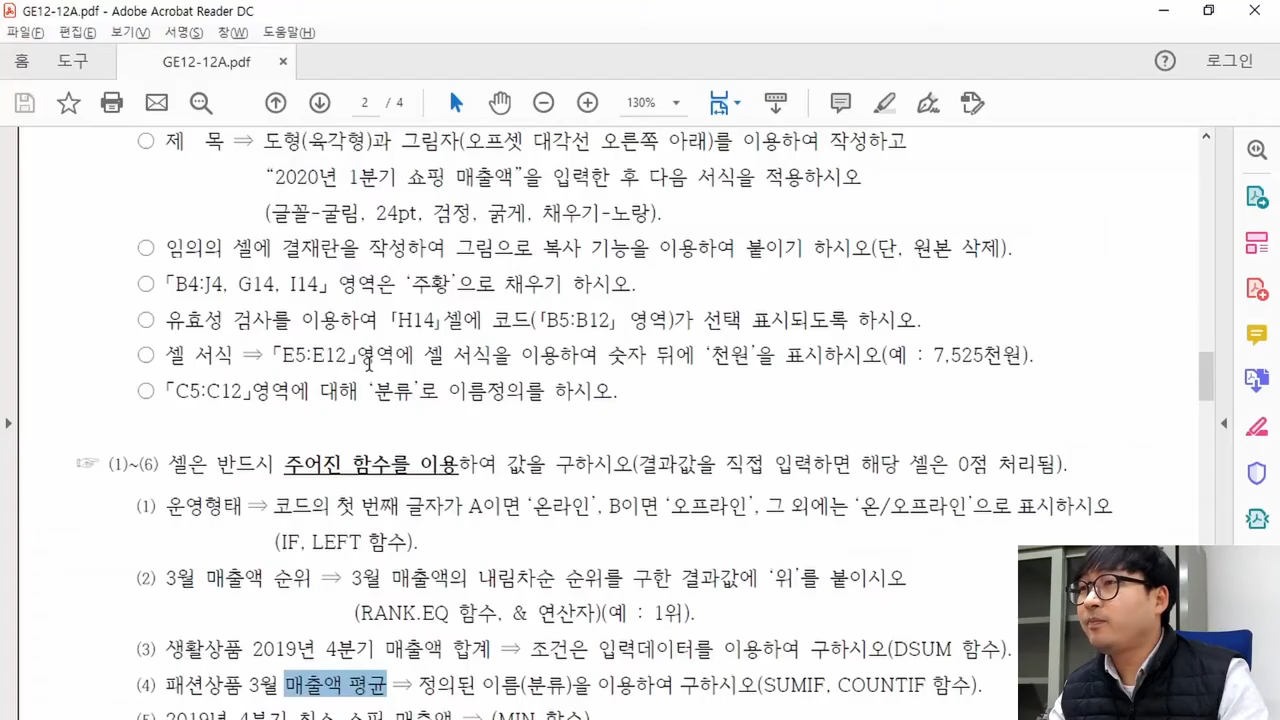 GE12-12A.pdf - Adobe Acrobat Reader DC
파일(F) 편집(E) 보기(V) 서명(S) 창(W) 도움말(H)
홈 도구 GE12-12A.pdf × 로그인
2 / 4 130%
○ 제 목 ⇒ 도형(육각형)과 그림자(오프셋 대각선 오른쪽 아래)를 이용하여 작성하고
“2020년 1분기 쇼핑 매출액”을 입력한 후 다음 서식을 적용하시오
(글꼴-굴림, 24pt, 검정, 굵게, 채우기-노랑).
○ 임의의 셀에 결재란을 작성하여 그림으로 복사 기능을 이용하여 붙이기 하시오(단, 원본 삭제).
○ 「B4:J4, G14, I14」 영역은 ‘주황’으로 채우기 하시오.
○ 유효성 검사를 이용하여 「H14」셀에 코드(「B5:B12」 영역)가 선택 표시되도록 하시오.
○ 셀 서식 ⇒ 「E5:E12」영역에 셀 서식을 이용하여 숫자 뒤에 ‘천원’을 표시하시오(예 : 7,525천원).
○ 「C5:C12」영역에 대해 ‘분류’로 이름정의를 하시오.
☞ (1)~(6) 셀은 반드시 주어진 함수를 이용하여 값을 구하시오(결과값을 직접 입력하면 해당 셀은 0점 처리됨).
(1) 운영형태 ⇒ 코드의 첫 번째 글자가 A이면 ‘온라인’, B이면 ‘오프라인’, 그 외에는 ‘온/오프라인’으로 표시하시오
(IF, LEFT 함수).
(2) 3월 매출액 순위 ⇒ 3월 매출액의 내림차순 순위를 구한 결과값에 ‘위’를 붙이시오
(RANK.EQ 함수, & 연산자)(예 : 1위).
(3) 생활상품 2019년 4분기 매출액 합계 ⇒ 조건은 입력데이터를 이용하여 구하시오(DSUM 함수).
(4) 패션상품 3월 매출액 평균 ⇒ 정의된 이름(분류)을 이용하여 구하시오(SUMIF, COUNTIF 함수).
(5) 2019년 4분기 최소 쇼핑 매출액 ⇒ (MIN 함수)